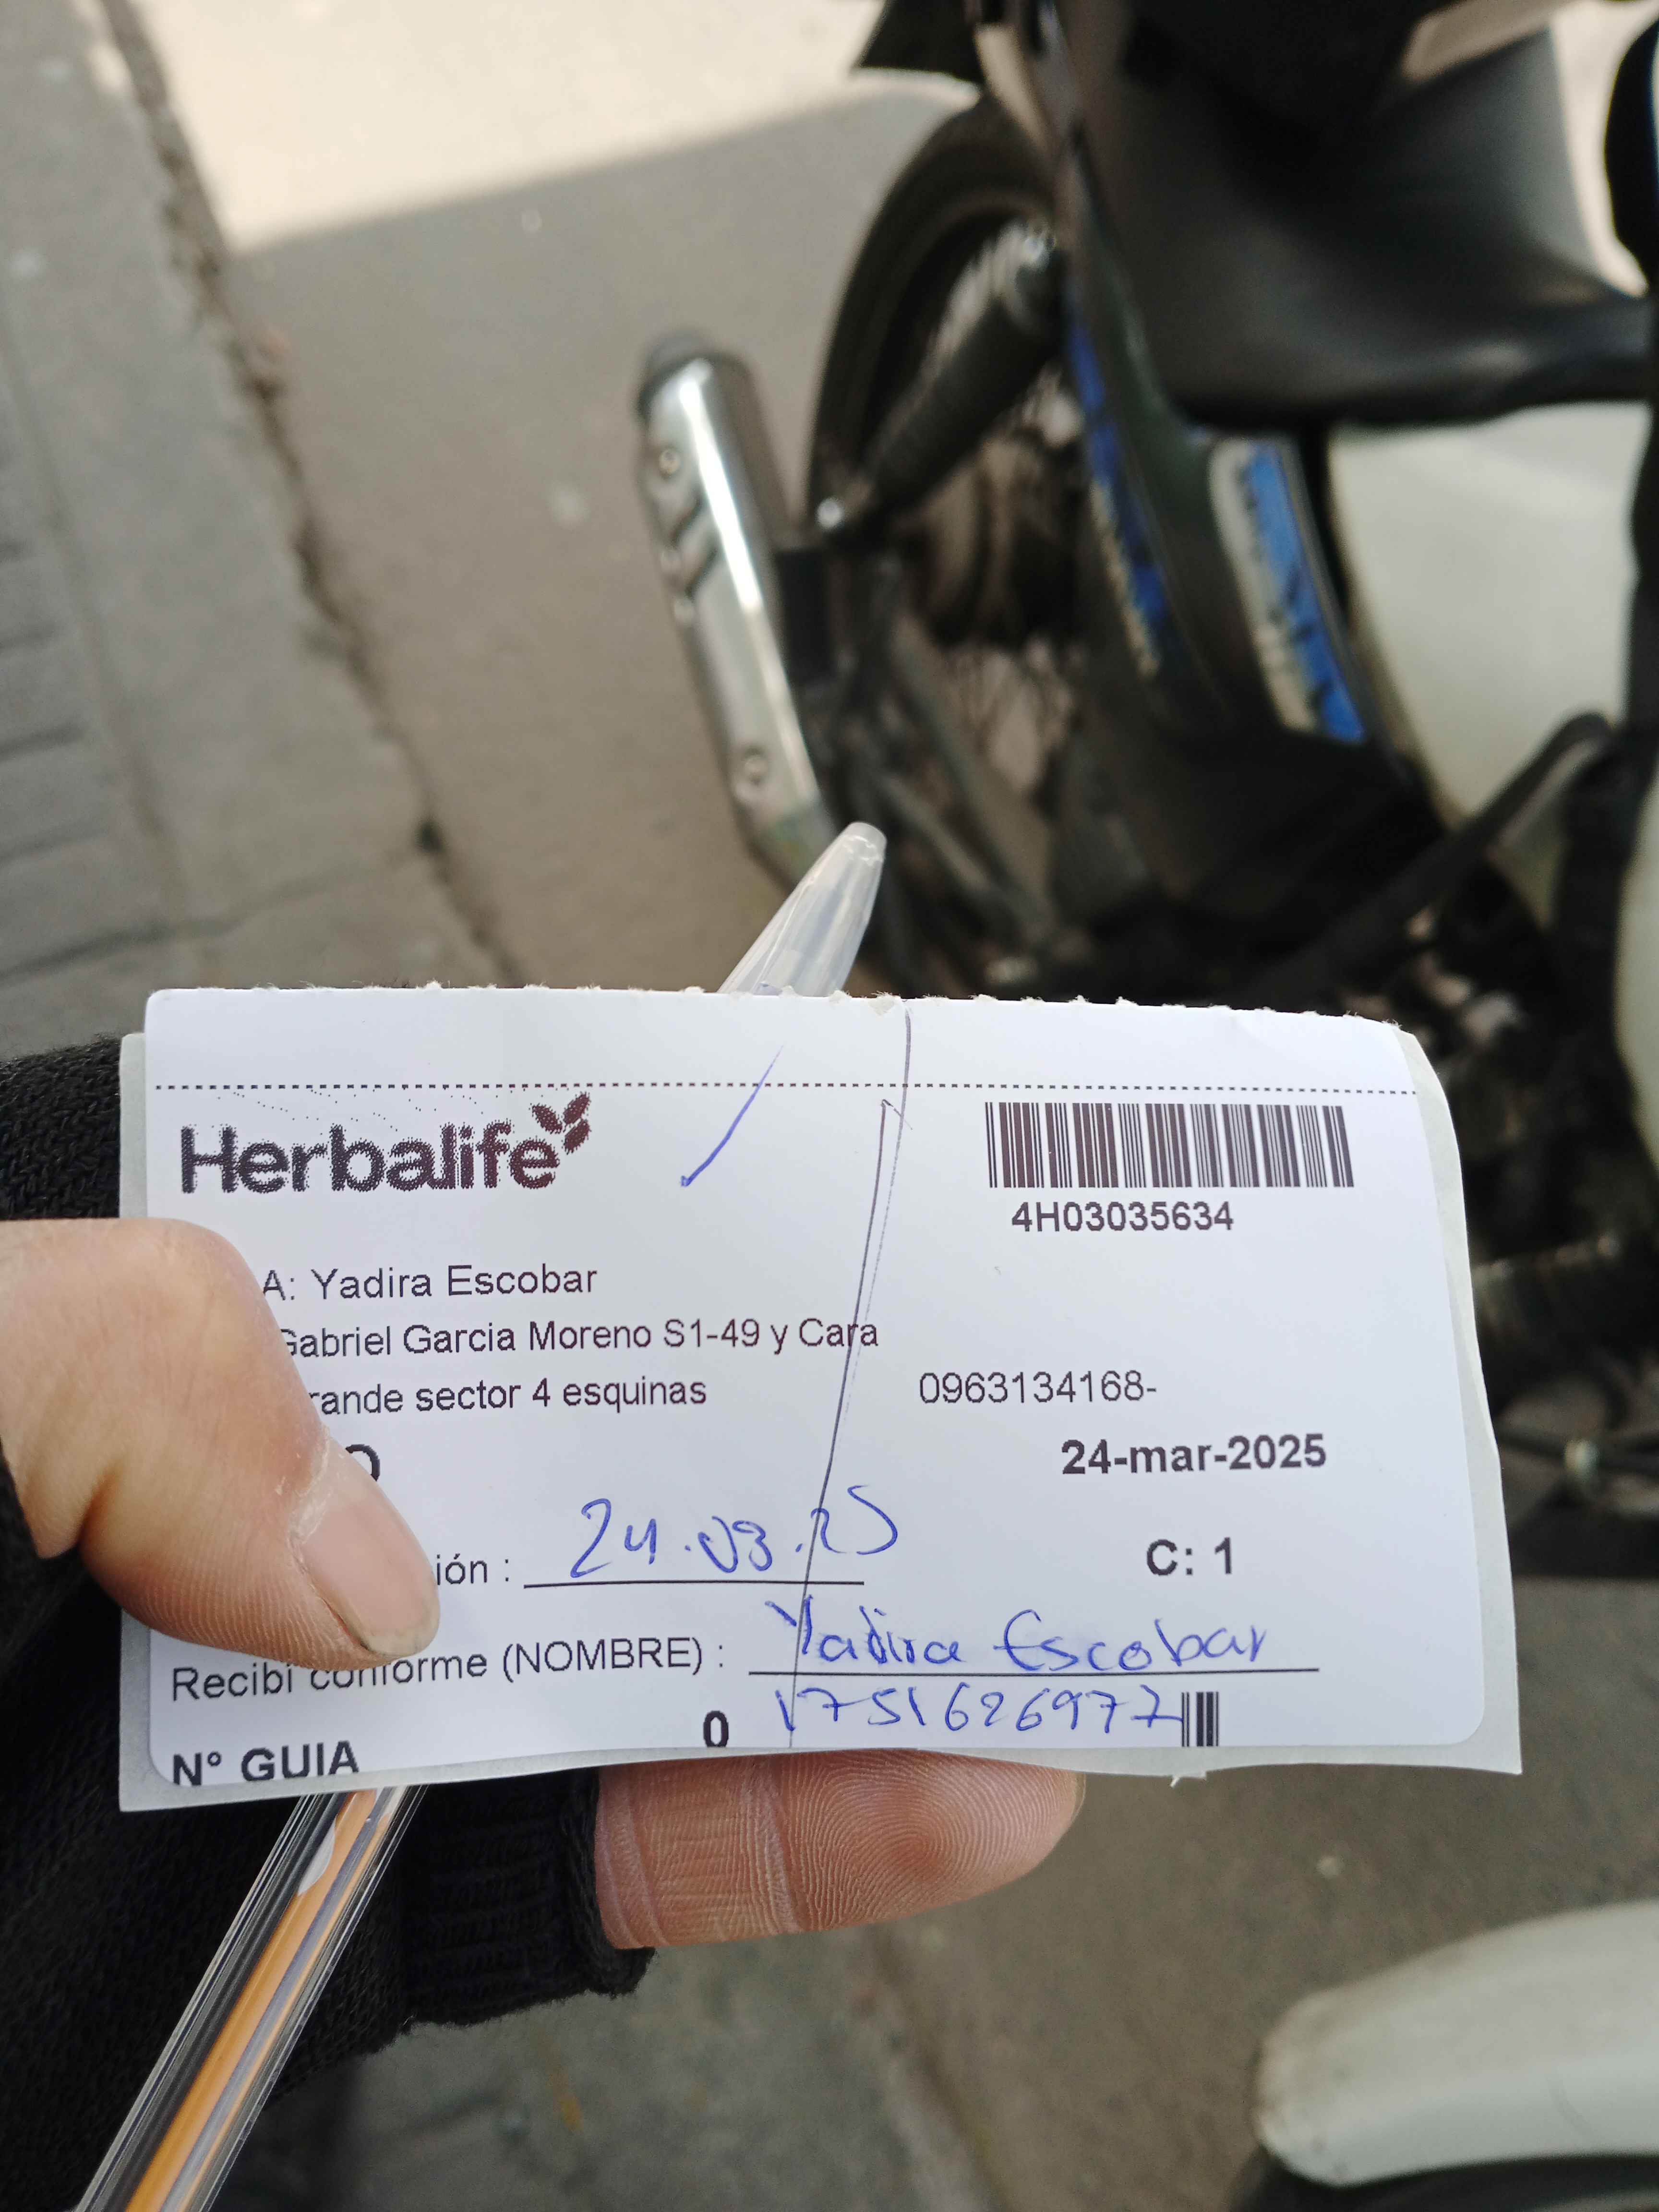 Herbalife
4H03035634
A: Yadira Escobar
Gabriel Garcia Moreno S1-49 y Cara
rande sector 4 esquinas
0963134168-
O
24-mar-2025
ión : 24.03.25
C: 1
Recibi conforme (NOMBRE) : Yadira Escobar
0 1751626977
N° GUIA